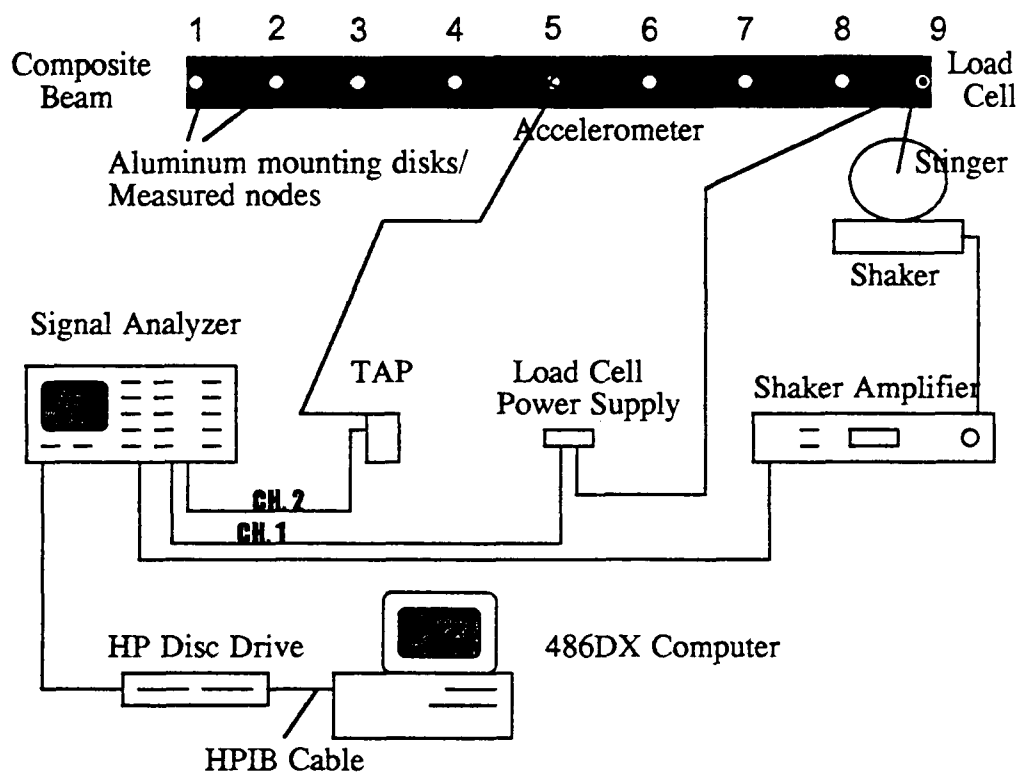 1 2 3 4 5 6 7 8 9
Composite
Beam
Load
Cell
Accelerometer
Aluminum mounting disks/
Measured nodes
Stinger
Shaker
Signal Analyzer
TAP
Load Cell
Power Supply
Shaker Amplifier
CH. 2
CH. 1
HP Disc Drive
486DX Computer
HPIB Cable